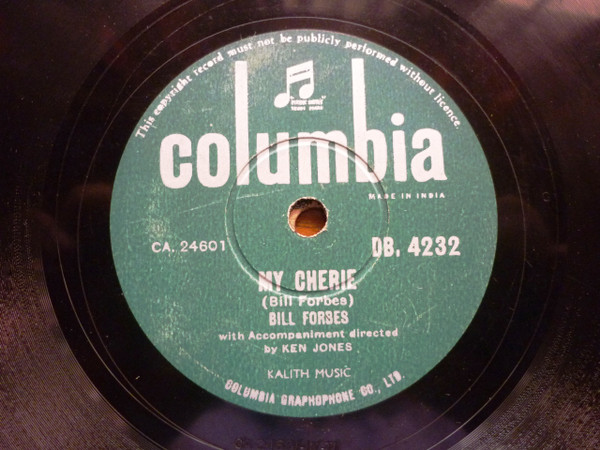 This copyright record must not be publicly performed without licence.
columbia
MADE IN INDIA
CA. 24601
DB. 4232
MY CHERIE
(Bill Forbes)
BILL FORBES
with Accompaniment directed
by KEN JONES
KALITH MUSIC
COLUMBIA GRAPHOPHONE CO., LTD.